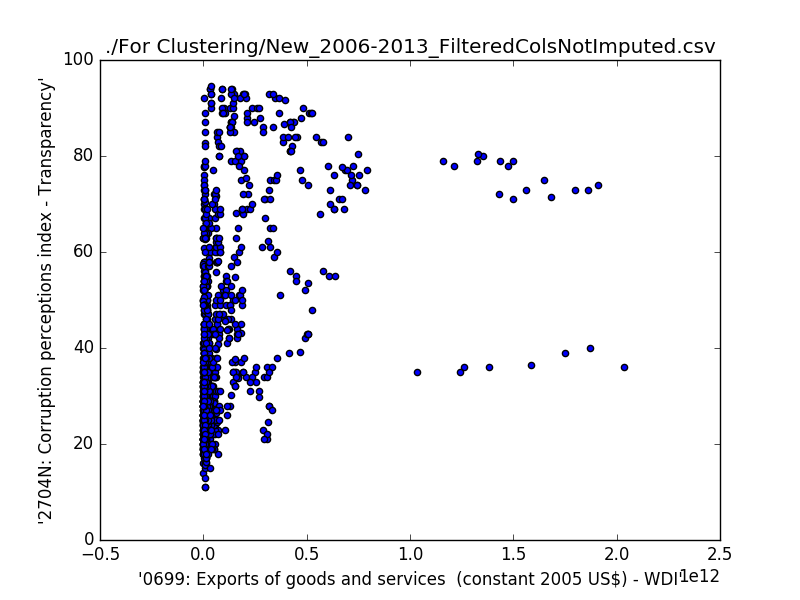 ./For Clustering/New_2006-2013_FilteredColsNotImputed.csv
100
80
60
40
20
0
'2704N: Corruption perceptions index - Transparency'
−0.5 0.0 0.5 1.0 1.5 2.0 2.5
1e12
'0699: Exports of goods and services  (constant 2005 US$) - WDI'